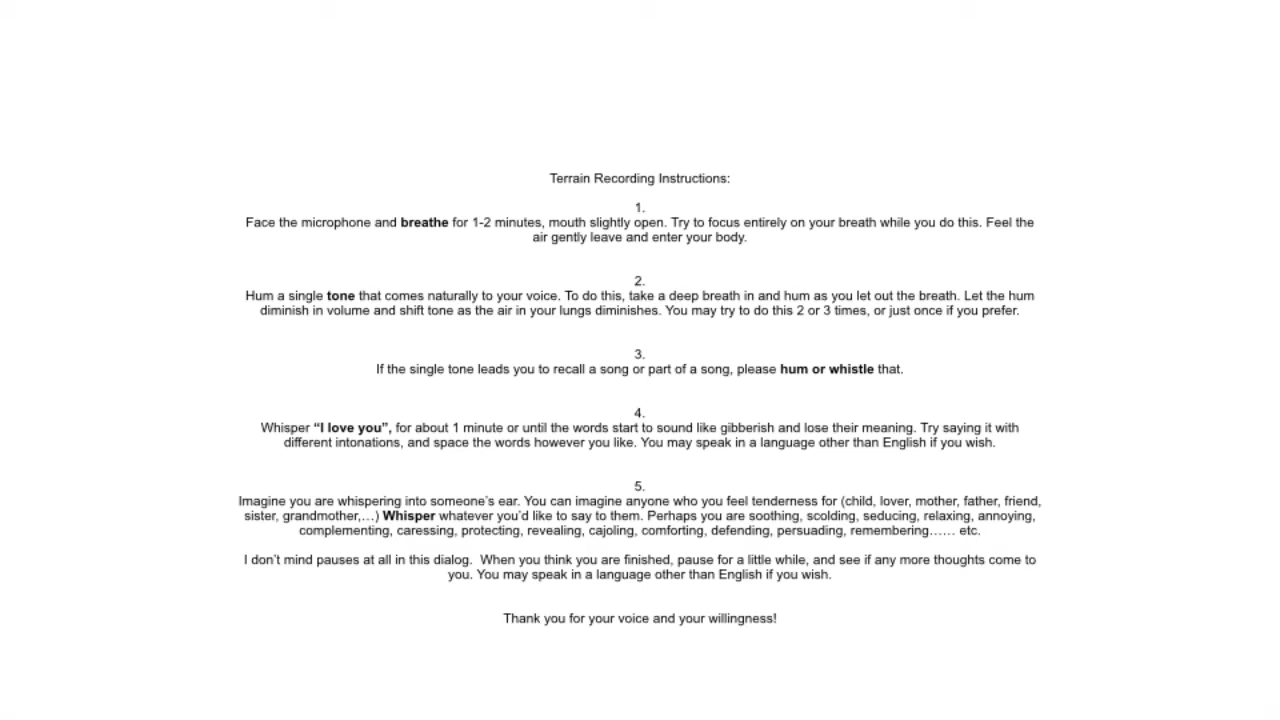 Terrain Recording Instructions:
1.
Face the microphone and breathe for 1-2 minutes, mouth slightly open. Try to focus entirely on your breath while you do this. Feel the
air gently leave and enter your body.
2.
Hum a single tone that comes naturally to your voice. To do this, take a deep breath in and hum as you let out the breath. Let the hum
diminish in volume and shift tone as the air in your lungs diminishes. You may try to do this 2 or 3 times, or just once if you prefer.
3.
If the single tone leads you to recall a song or part of a song, please hum or whistle that.
4.
Whisper “I love you”, for about 1 minute or until the words start to sound like gibberish and lose their meaning. Try saying it with
different intonations, and space the words however you like. You may speak in a language other than English if you wish.
5.
Imagine you are whispering into someone’s ear. You can imagine anyone who you feel tenderness for (child, lover, mother, father, friend,
sister, grandmother,…) Whisper whatever you’d like to say to them. Perhaps you are soothing, scolding, seducing, relaxing, annoying,
complementing, caressing, protecting, revealing, cajoling, comforting, defending, persuading, remembering…… etc.
I don’t mind pauses at all in this dialog.  When you think you are finished, pause for a little while, and see if any more thoughts come to
you. You may speak in a language other than English if you wish.
Thank you for your voice and your willingness!